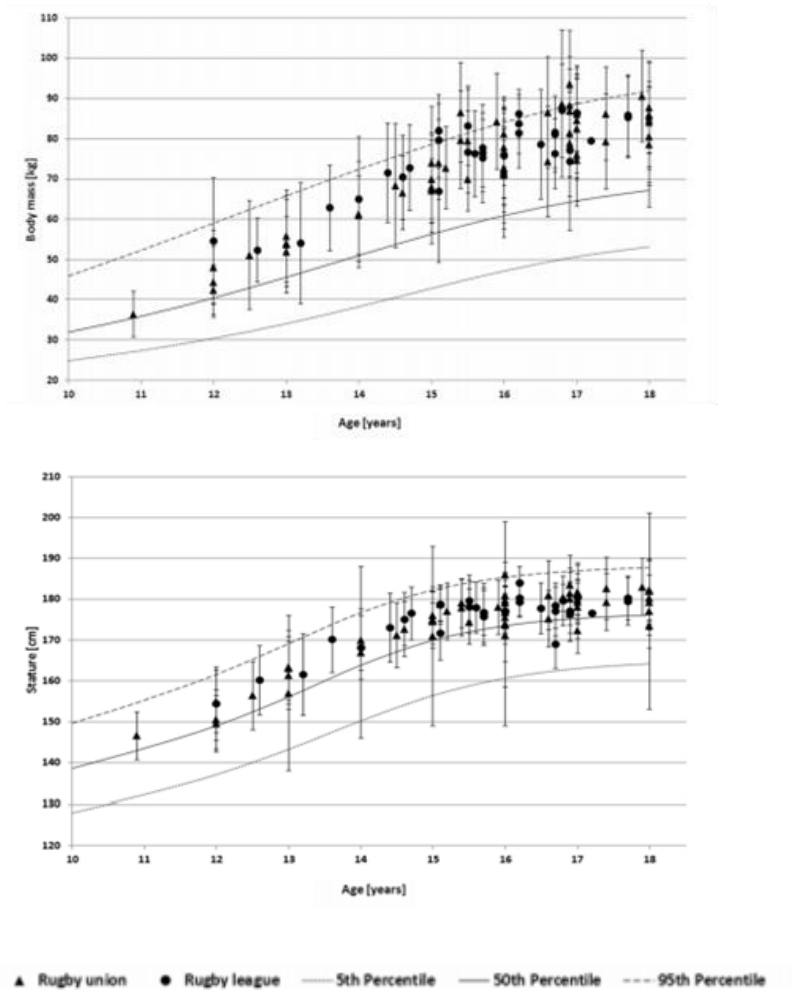 110
100
90
80
70
60
50
40
30
20
Body mass [kg]
10 11 12 13 14 15 16 17 18
Age [years]
210
200
190
180
170
160
150
140
130
120
Stature [cm]
10 11 12 13 14 15 16 17 18
Age [years]
Rugby union Rugby league 5th Percentile 50th Percentile 95th Percentile